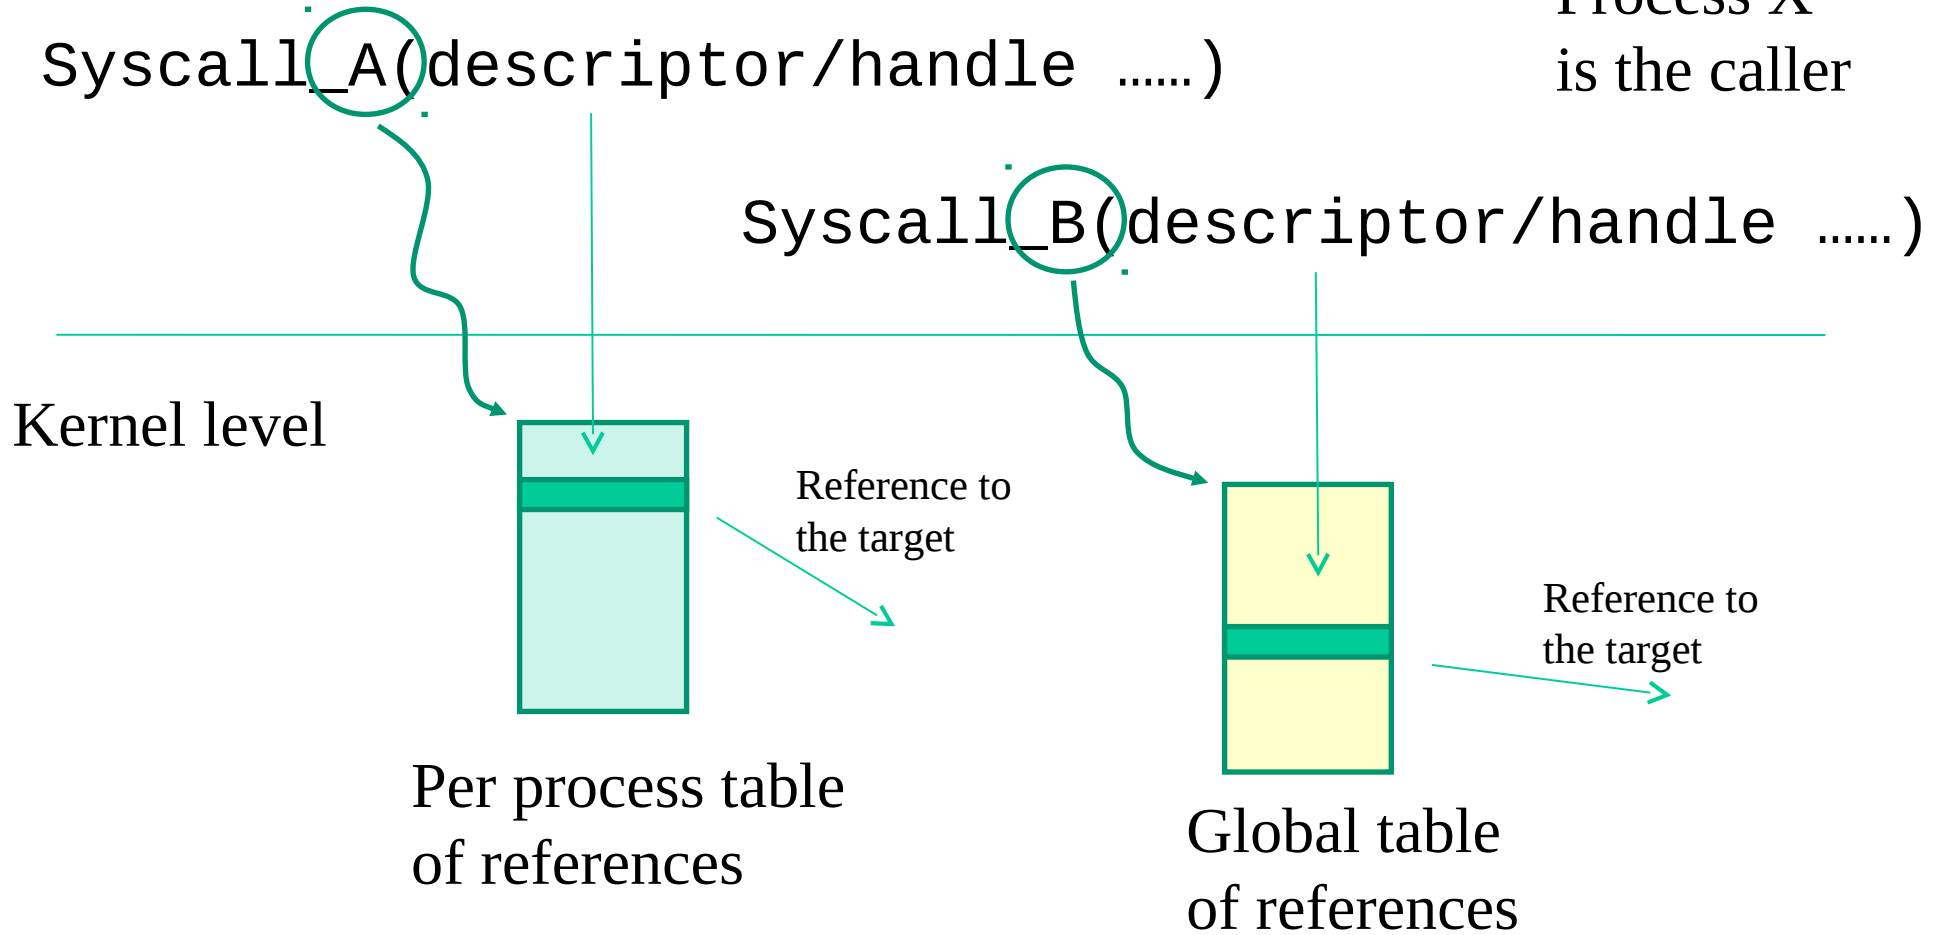 Process X
is the caller
Syscall_A(descriptor/handle ……)
Syscall_B(descriptor/handle ……)
Kernel level
Reference to
the target
Reference to
the target
Per process table
of references
Global table
of references